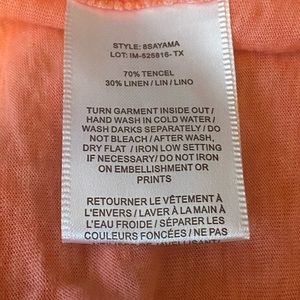 STYLE: 8SAYAMA
LOT: IM-525816-TX
70% TENCEL
30% LINEN / LIN / LINO
TURN GARMENT INSIDE OUT /
HAND WASH IN COLD WATER /
WASH DARKS SEPARATELY / DO
NOT BLEACH / AFTER WASH,
DRY FLAT / IRON LOW SETTING
IF NECESSARY / DO NOT IRON
ON EMBELLISHMENT OR
PRINTS
RETOURNER LE VÊTEMENT À
L'ENVERS / LAVER À LA MAIN À
L'EAU FROIDE / SÉPARER LES
COULEURS FONCÉES / NE PAS